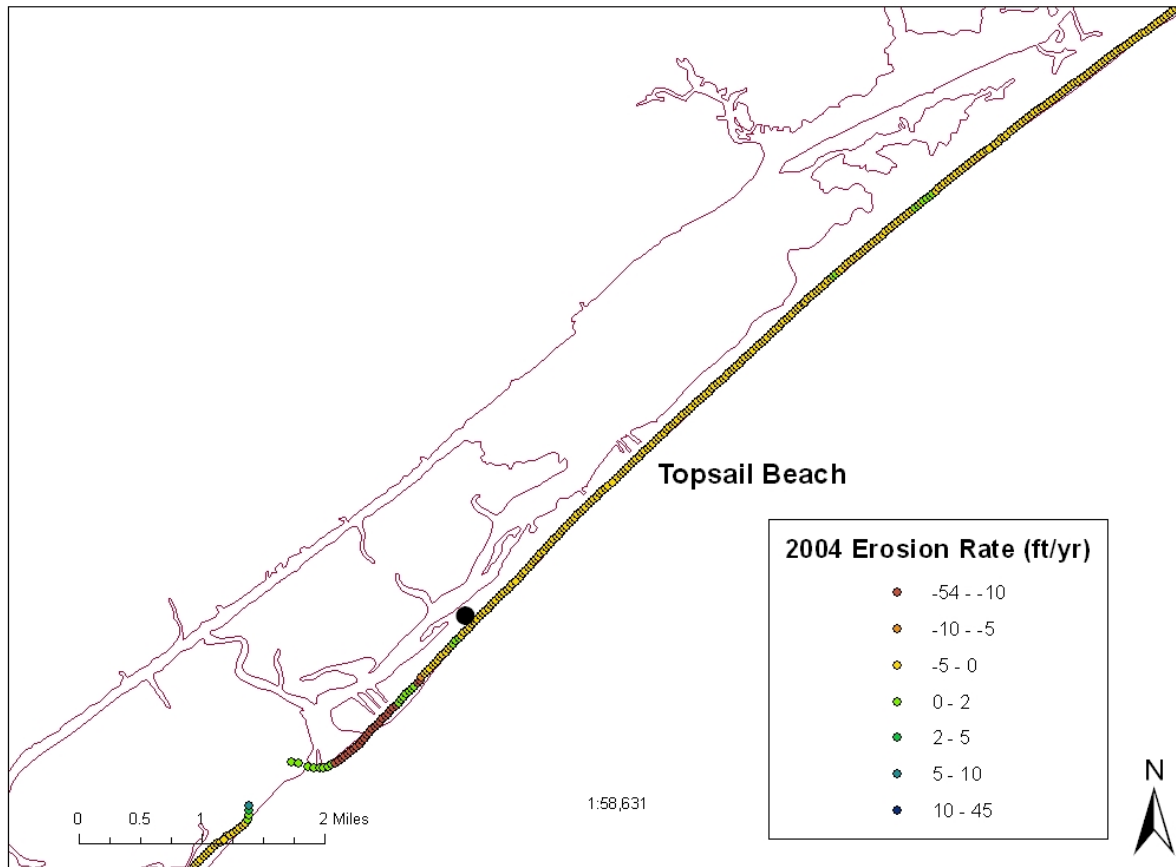 Topsail Beach
2004 Erosion Rate (ft/yr)
-54 - -10
-10 - -5
-5 - 0
0 - 2
2 - 5
5 - 10
10 - 45
N
1:58,631
0 0.5 1 2 Miles